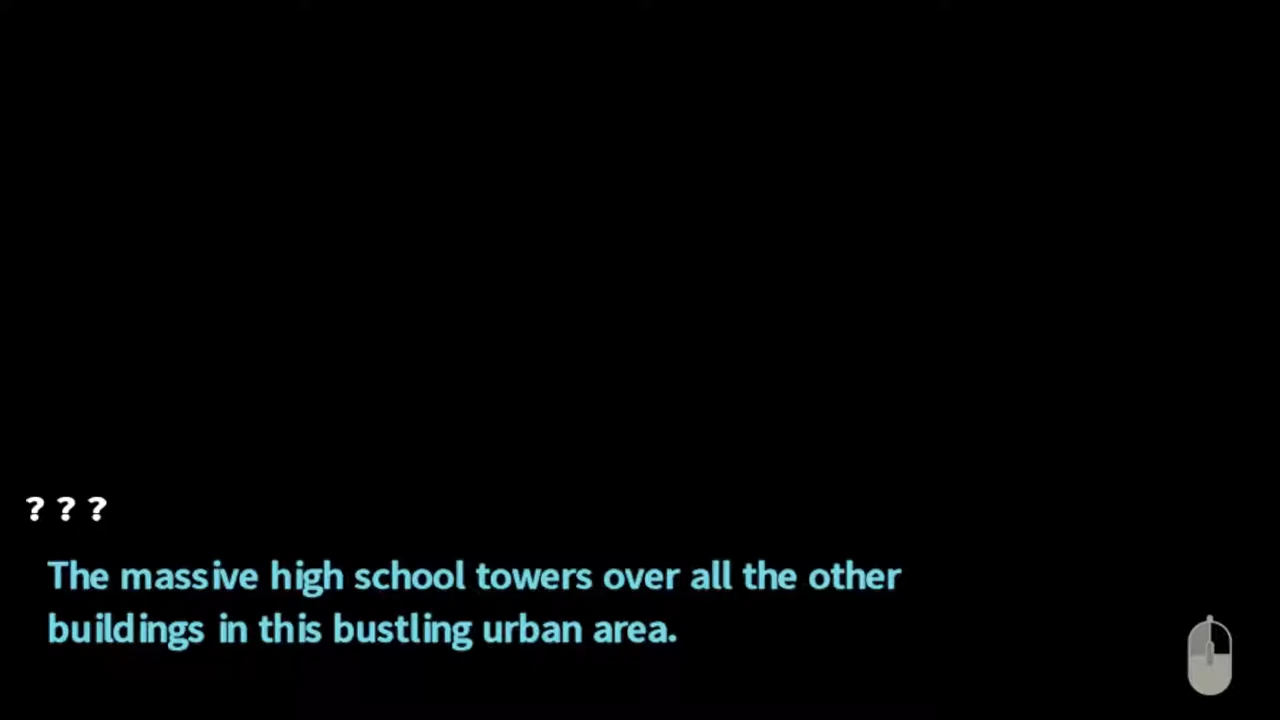 ? ? ?
The massive high school towers over all the other
buildings in this bustling urban area.